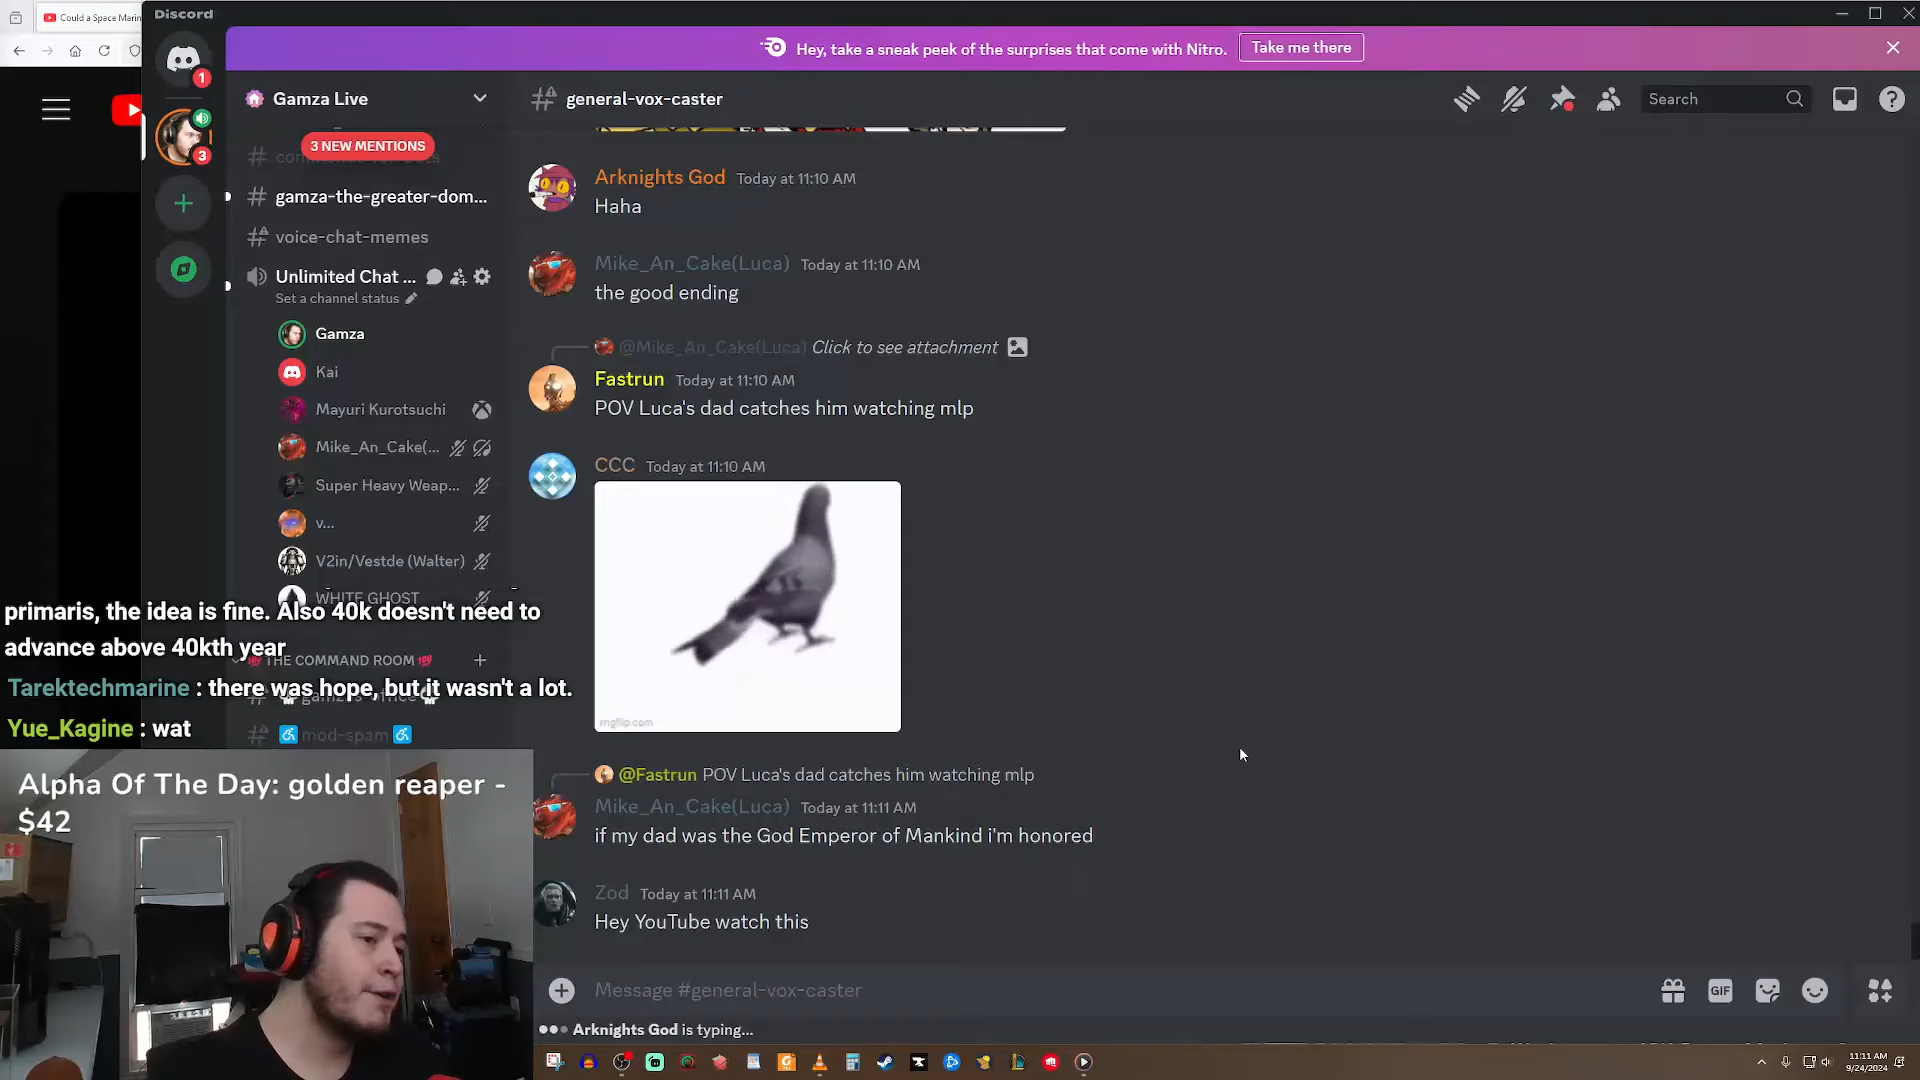 Could a Space Marin
Discord
Hey, take a sneak peek of the surprises that come with Nitro.
Take me there
1
3
Gamza Live
3 NEW MENTIONS
gamza-the-greater-dom...
voice-chat-memes
Unlimited Chat ...
Set a channel status
Gamza
Kai
Mayuri Kurotsuchi
Mike_An_Cake(...
Super Heavy Weap...
v...
V2in/Vestde (Walter)
WHITE GHOST
THE COMMAND ROOM
mod-spam
general-vox-caster
Search
Arknights God Today at 11:10 AM
Haha
Mike_An_Cake(Luca) Today at 11:10 AM
the good ending
@Mike_An_Cake(Luca) Click to see attachment
Fastrun Today at 11:10 AM
POV Luca's dad catches him watching mlp
CCC Today at 11:10 AM
imgflip.com
@Fastrun POV Luca's dad catches him watching mlp
Mike_An_Cake(Luca) Today at 11:11 AM
if my dad was the God Emperor of Mankind i'm honored
Zod Today at 11:11 AM
Hey YouTube watch this
Message #general-vox-caster
GIF
Arknights God is typing...
primaris, the idea is fine. Also 40k doesn't need to
advance above 40kth year
Tarektechmarine : there was hope, but it wasn't a lot.
Yue_Kagine : wat
Alpha Of The Day: golden reaper -
$42
11:11 AM
9/24/2024